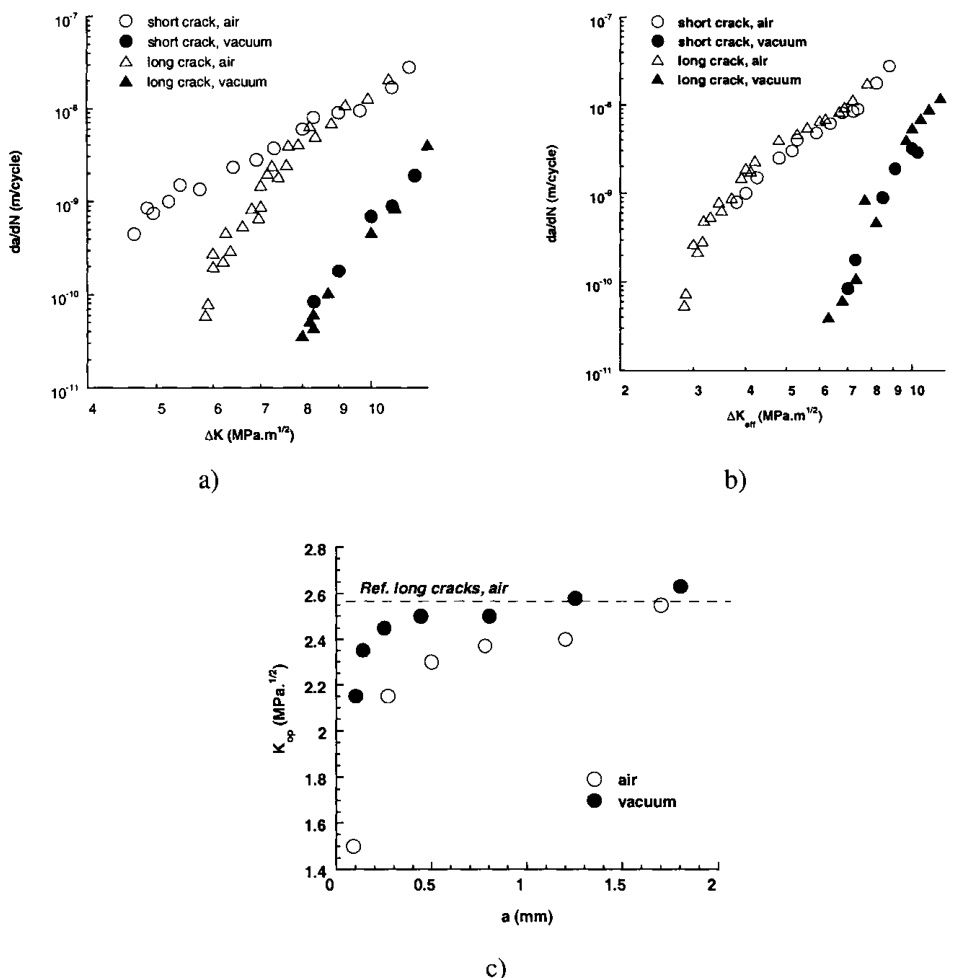 10⁻⁷
10⁻⁸
10⁻⁹
10⁻¹⁰
10⁻¹¹
da/dN (m/cycle)
short crack, air
short crack, vacuum
long crack, air
long crack, vacuum
4 5 6 7 8 9 10
ΔK (MPa.m¹/²)
a)
10⁻⁷
10⁻⁸
10⁻⁹
10⁻¹⁰
10⁻¹¹
da/dN (m/cycle)
short crack, air
short crack, vacuum
long crack, air
long crack, vacuum
2 3 4 5 6 7 8 10
ΔK_eff (MPa.m¹/²)
b)
2.8
2.6
2.4
2.2
2
1.8
1.6
1.4
K_op (MPa.¹/²)
Ref. long cracks, air
air
vacuum
0 0.5 1 1.5 2
a (mm)
c)